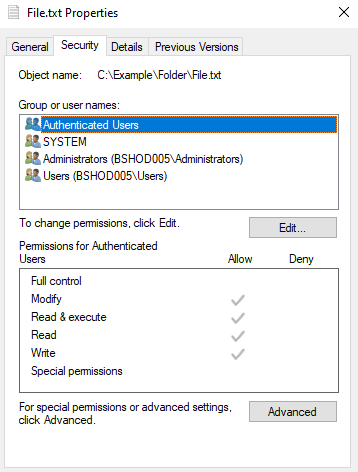 File.txt Properties
General Security Details Previous Versions
Object name: C:\Example\Folder\File.txt
Group or user names:
Authenticated Users
SYSTEM
Administrators (BSHOD005\Administrators)
Users (BSHOD005\Users)
To change permissions, click Edit.
Edit...
Permissions for Authenticated
Users Allow Deny
Full control
Modify
Read & execute
Read
Write
Special permissions
For special permissions or advanced settings,
click Advanced.
Advanced